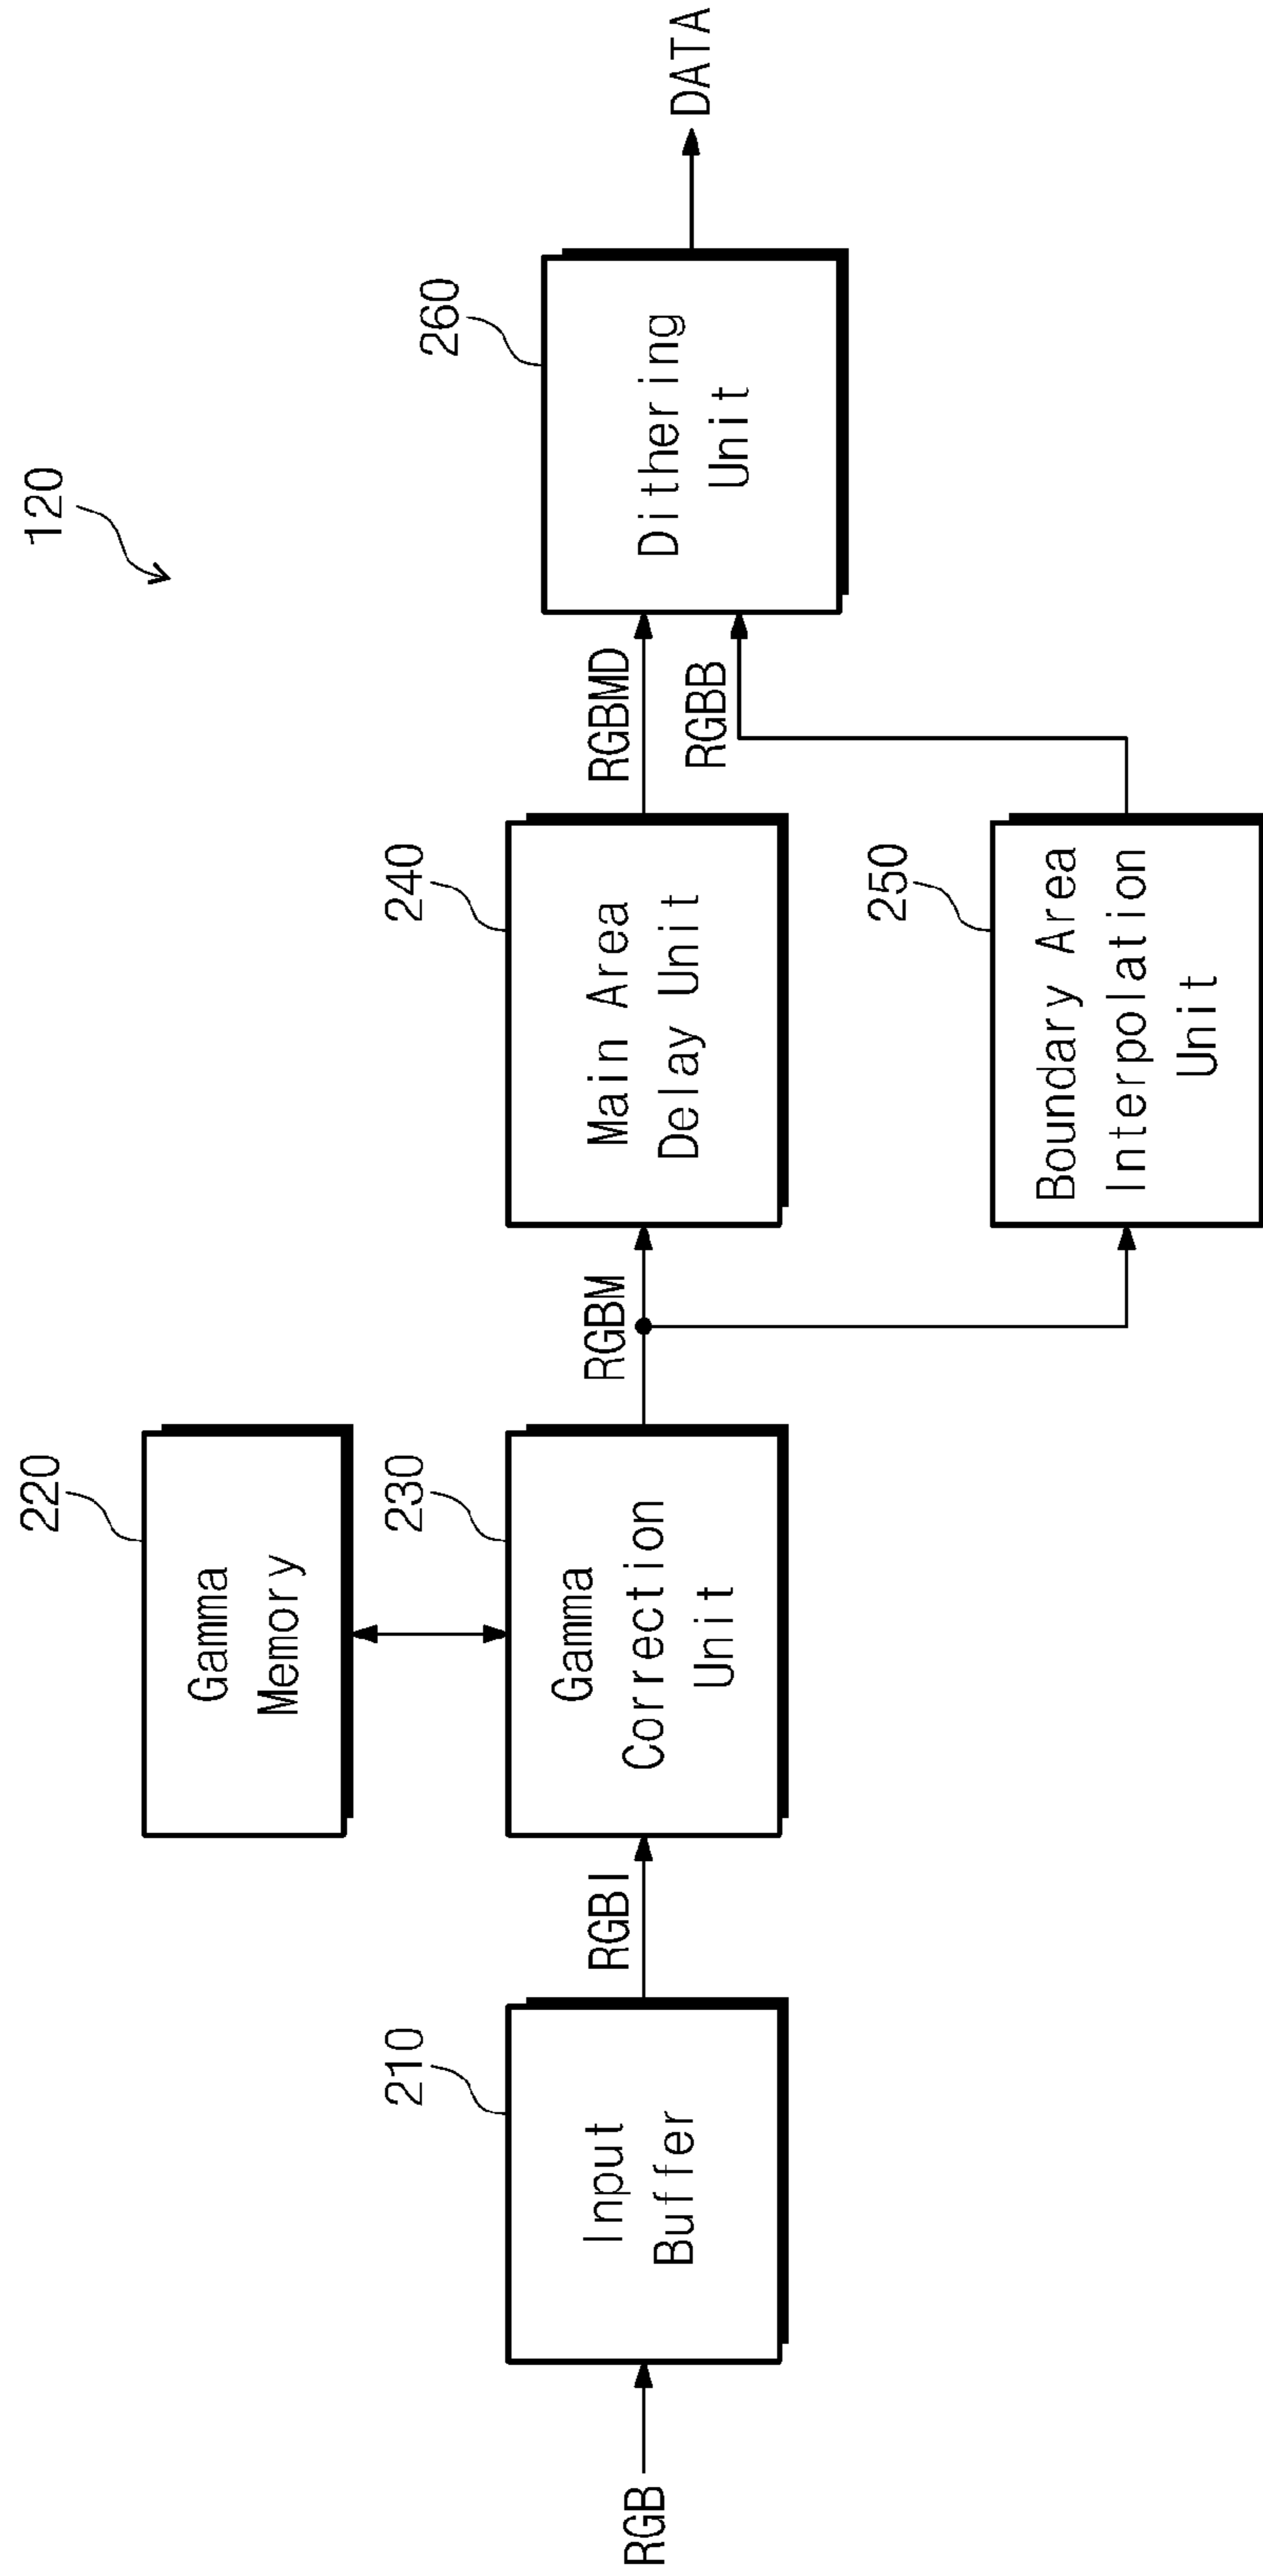 120
220
Gamma
Memory
210
230
240
260
RGB
Input
Buffer
RGBI
Gamma
Correction
Unit
RGBM
Main Area
Delay Unit
RGBMD
RGBB
Dithering
Unit
DATA
250
Boundary Area
Interpolation
Unit